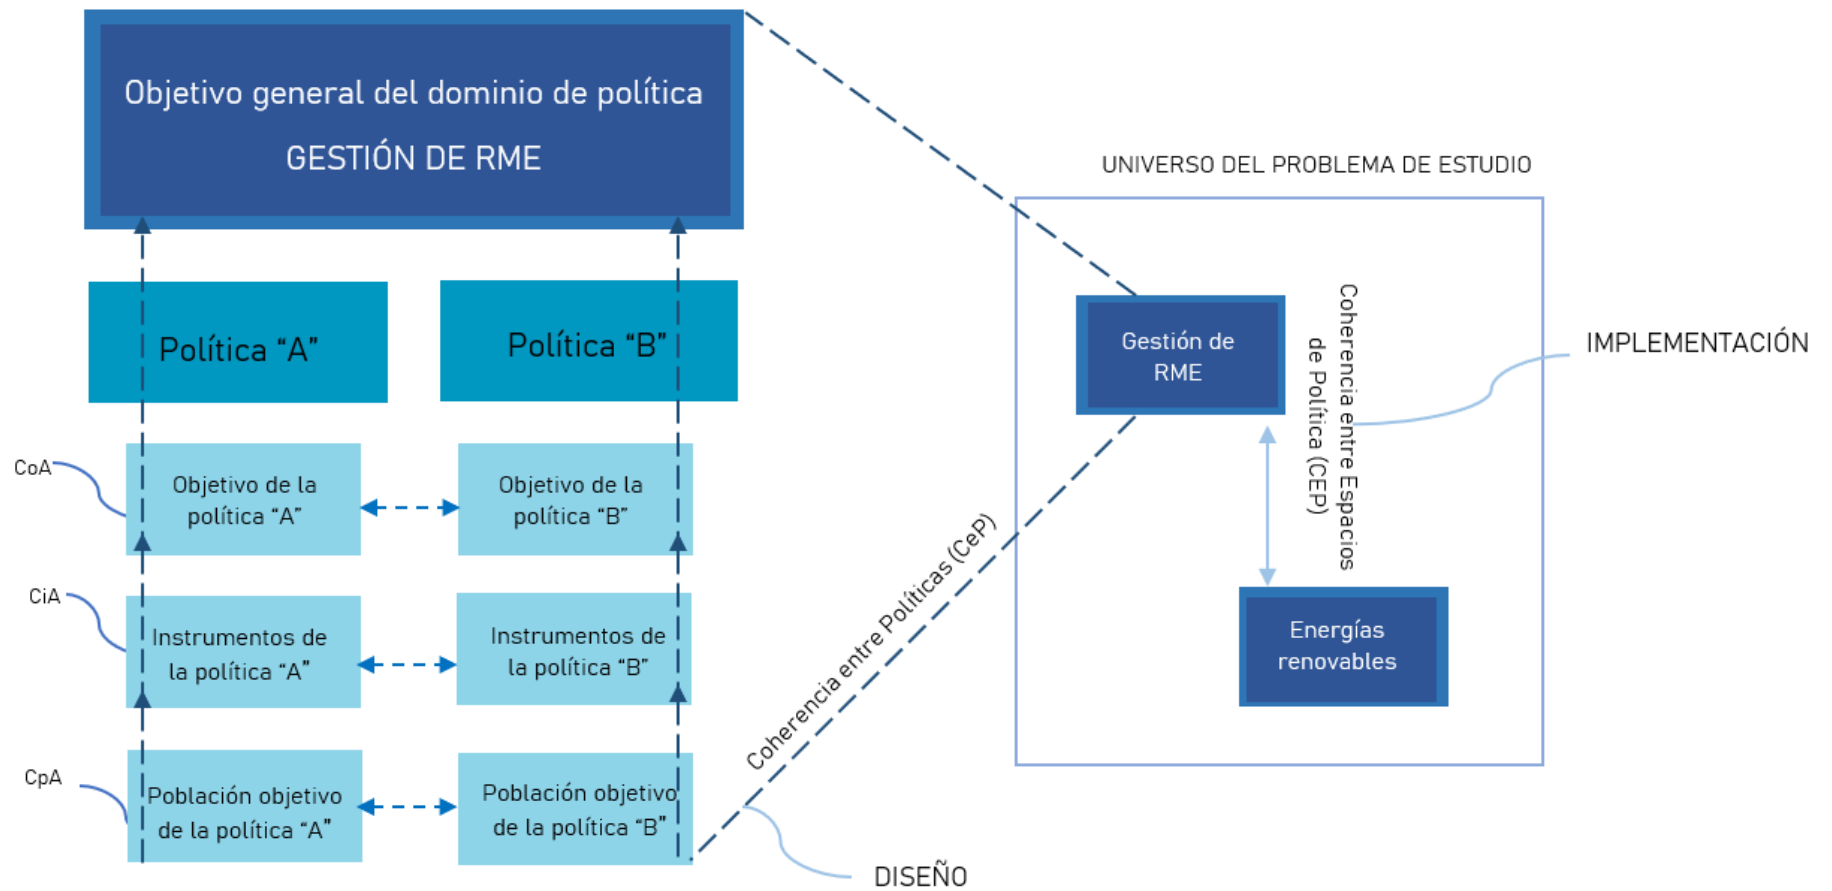 Objetivo general del dominio de política
GESTIÓN DE RME
Política “A”
Política “B”
CoA
Objetivo de la
política “A”
Objetivo de la
política “B”
CiA
Instrumentos de
la política “A”
Instrumentos de
la política “B”
CpA
Población objetivo
de la política “A”
Población objetivo
de la política “B”
Coherencia entre Políticas (CeP)
DISEÑO
UNIVERSO DEL PROBLEMA DE ESTUDIO
Gestión de
RME
Coherencia entre Espacios
de Política (CEP)
IMPLEMENTACIÓN
Energías
renovables